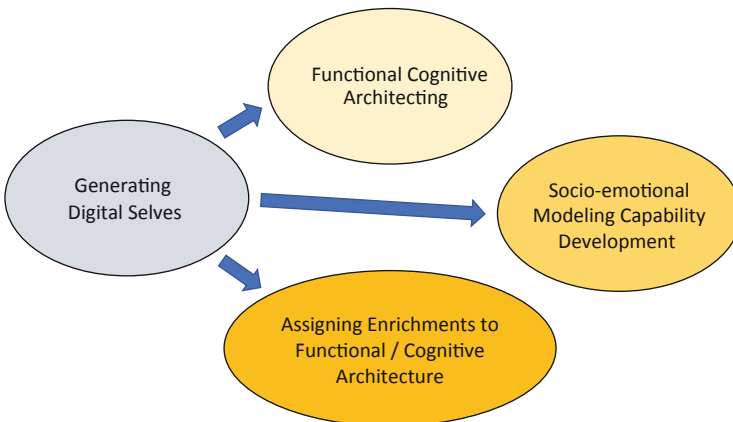 Functional Cognitive
Architecting
Generating
Digital Selves
Socio-emotional
Modeling Capability
Development
Assigning Enrichments to
Functional / Cognitive
Architecture